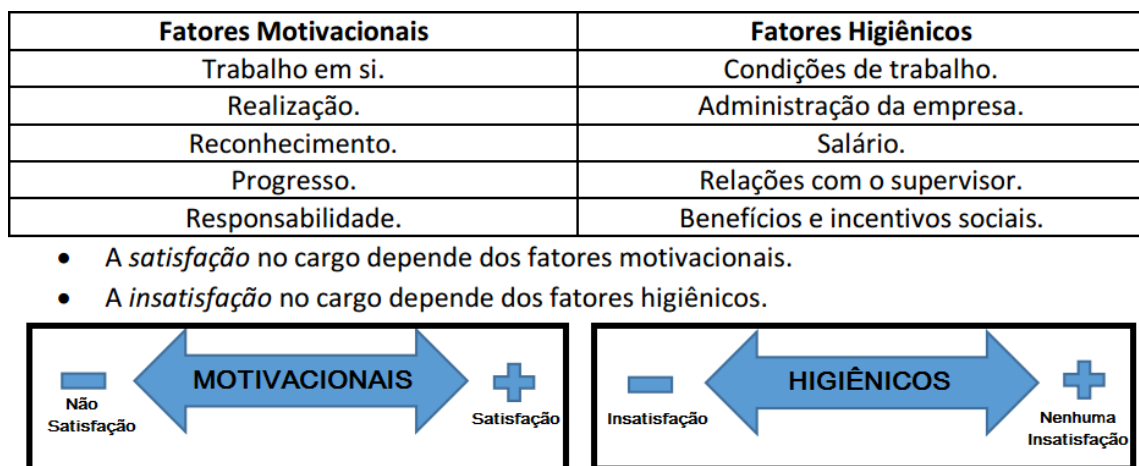 Fatores Motivacionais Fatores Higiênicos
Trabalho em si. Condições de trabalho.
Realização. Administração da empresa.
Reconhecimento. Salário.
Progresso. Relações com o supervisor.
Responsabilidade. Benefícios e incentivos sociais.
• A satisfação no cargo depende dos fatores motivacionais.
• A insatisfação no cargo depende dos fatores higiênicos.
MOTIVACIONAIS
Não
Satisfação
Satisfação
HIGIÊNICOS
Insatisfação
Nenhuma
Insatisfação